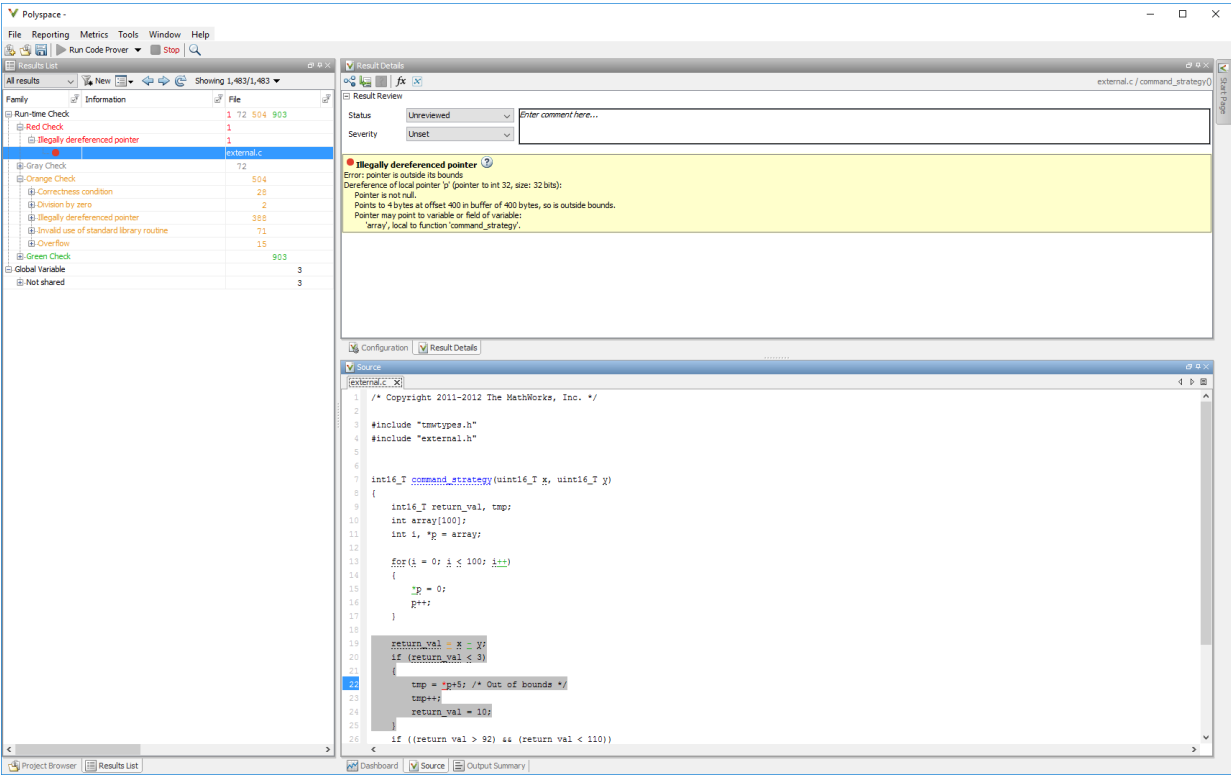 Polyspace -
File Reporting Metrics Tools Window Help
Run Code Prover Stop
Results List
All results New Showing 1,483/1,483
Family Information File
Run-time Check 1 72 504 903
Red Check 1
Illegally dereferenced pointer 1
external.c
Gray Check 72
Orange Check 504
Correctness condition 28
Division by zero 2
Illegally dereferenced pointer 388
Invalid use of standard library routine 71
Overflow 15
Green Check 903
Global Variable 3
Not shared 3
Project Browser Results List
Result Details
fx external.c / command_strategy()
Result Review
Status Unreviewed Enter comment here...
Severity Unset
Illegally dereferenced pointer ?
Error: pointer is outside its bounds
Dereference of local pointer 'p' (pointer to int 32, size: 32 bits):
Pointer is not null.
Points to 4 bytes at offset 400 in buffer of 400 bytes, so is outside bounds.
Pointer may point to variable or field of variable:
'array', local to function 'command_strategy'.
Configuration Result Details
Start Page
Source
external.c X
1 /* Copyright 2011-2012 The MathWorks, Inc. */
2
3 #include "tmwtypes.h"
4 #include "external.h"
5
6
7 int16_T command_strategy(uint16_T x, uint16_T y)
8 {
9 int16_T return_val, tmp;
10 int array[100];
11 int i, *p = array;
12
13 for(i = 0; i < 100; i++)
14 {
15 *p = 0;
16 p++;
17 }
18
19 return_val = x - y;
20 if (return_val < 3)
21 {
22 tmp = *p+5; /* Out of bounds */
23 tmp++;
24 return_val = 10;
25 }
26 if ((return_val > 92) && (return_val < 110))
Dashboard Source Output Summary